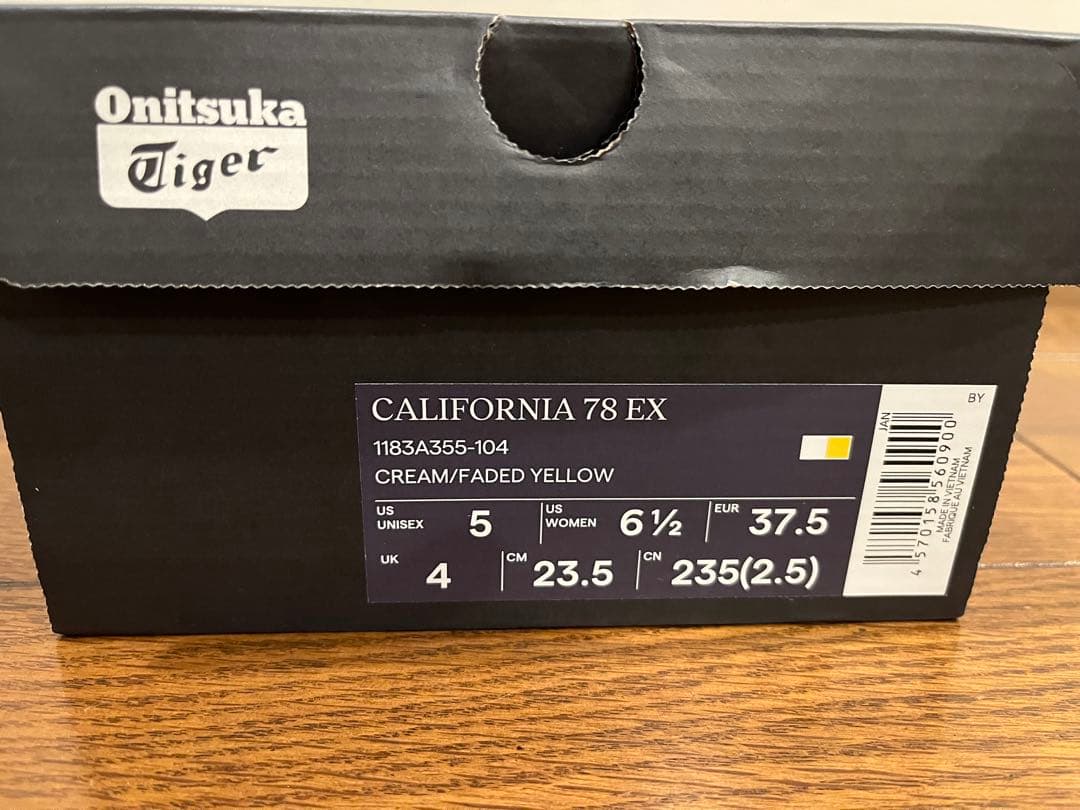 Onitsuka
Tiger
CALIFORNIA 78 EX
1183A355-104
CREAM/FADED YELLOW
US UNISEX 5 US WOMEN 6 ½ EUR 37.5
UK 4 CM 23.5 CN 235(2.5)
BY
JAN
4570158560900
MADE IN VIETNAM
FABRIQUÉ AU VIETNAM